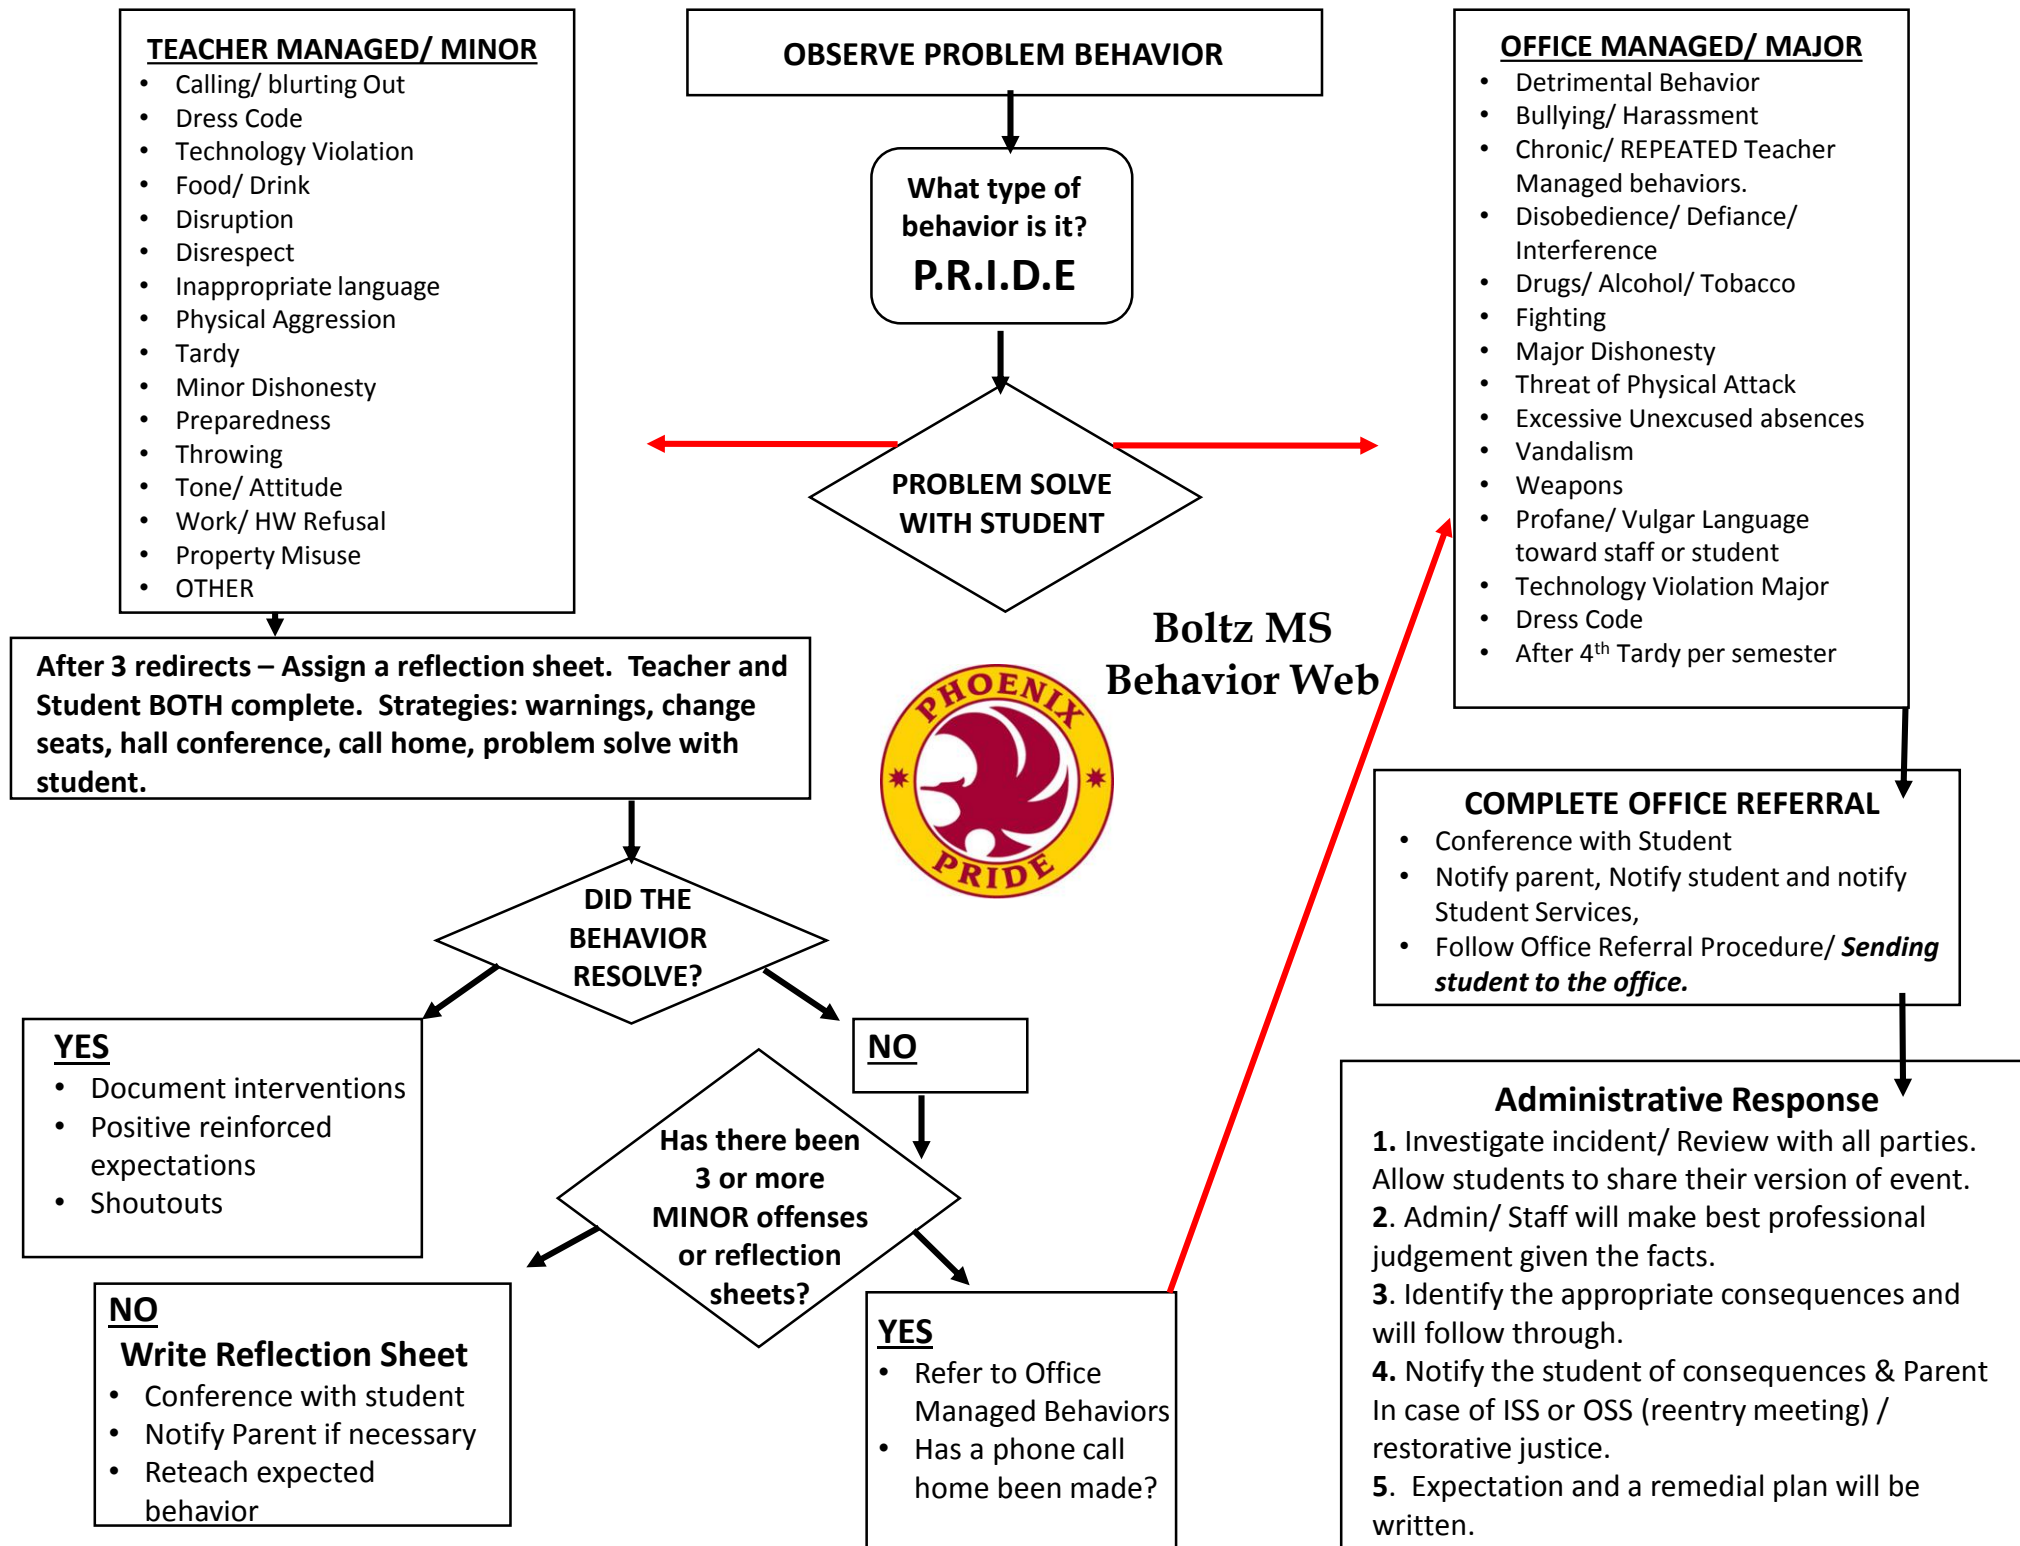 TEACHER MANAGED/ MINOR
• Calling/ blurting Out
• Dress Code
• Technology Violation
• Food/ Drink
• Disruption
• Disrespect
• Inappropriate language
• Physical Aggression
• Tardy
• Minor Dishonesty
• Preparedness
• Throwing
• Tone/ Attitude
• Work/ HW Refusal
• Property Misuse
• OTHER
OBSERVE PROBLEM BEHAVIOR
What type of
behavior is it?
P.R.I.D.E
PROBLEM SOLVE
WITH STUDENT
OFFICE MANAGED/ MAJOR
• Detrimental Behavior
• Bullying/ Harassment
• Chronic/ REPEATED Teacher
Managed behaviors.
• Disobedience/ Defiance/
Interference
• Drugs/ Alcohol/ Tobacco
• Fighting
• Major Dishonesty
• Threat of Physical Attack
• Excessive Unexcused absences
• Vandalism
• Weapons
• Profane/ Vulgar Language
toward staff or student
• Technology Violation Major
• Dress Code
• After 4th Tardy per semester
Boltz MS
Behavior Web
PHOENIX
PRIDE
After 3 redirects – Assign a reflection sheet. Teacher and
Student BOTH complete. Strategies: warnings, change
seats, hall conference, call home, problem solve with
student.
DID THE
BEHAVIOR
RESOLVE?
YES
• Document interventions
• Positive reinforced
expectations
• Shoutouts
NO
Has there been
3 or more
MINOR offenses
or reflection
sheets?
NO
Write Reflection Sheet
• Conference with student
• Notify Parent if necessary
• Reteach expected
behavior
YES
• Refer to Office
Managed Behaviors
• Has a phone call
home been made?
COMPLETE OFFICE REFERRAL
• Conference with Student
• Notify parent, Notify student and notify
Student Services,
• Follow Office Referral Procedure/ Sending
student to the office.
Administrative Response
1. Investigate incident/ Review with all parties.
Allow students to share their version of event.
2. Admin/ Staff will make best professional
judgement given the facts.
3. Identify the appropriate consequences and
will follow through.
4. Notify the student of consequences & Parent
In case of ISS or OSS (reentry meeting) /
restorative justice.
5. Expectation and a remedial plan will be
written.